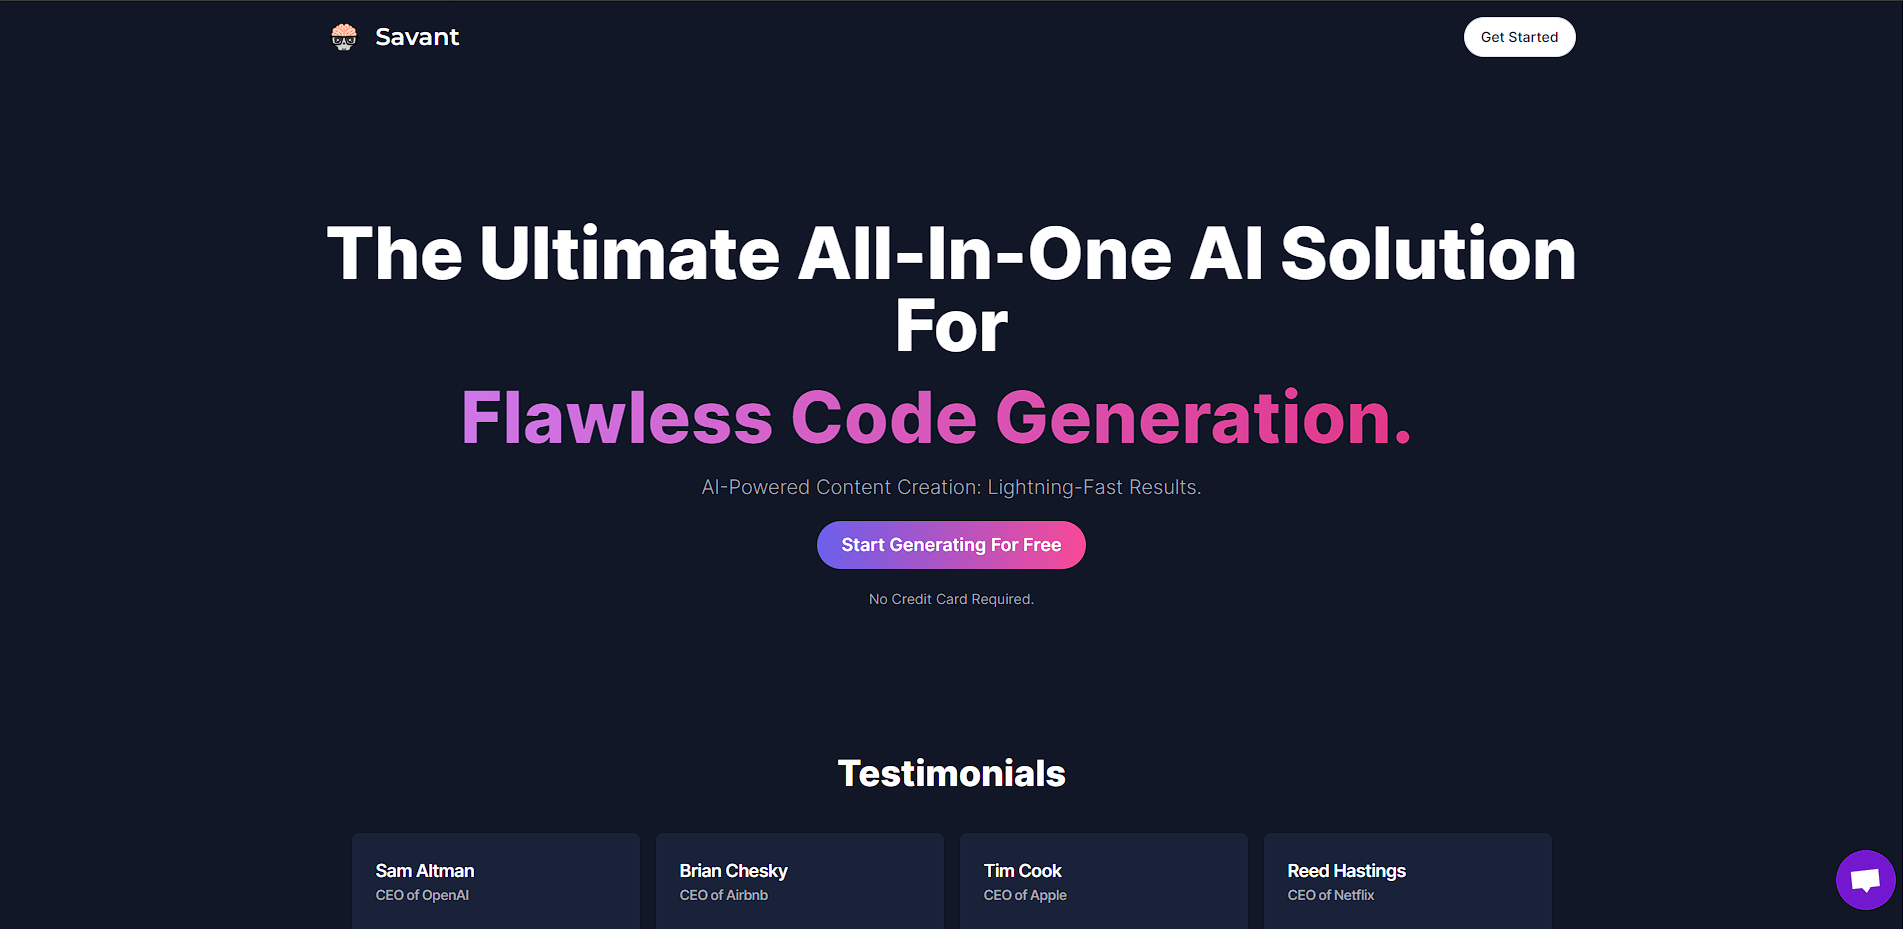 Savant
Get Started
The Ultimate All-In-One AI Solution
For
Flawless Code Generation.
AI-Powered Content Creation: Lightning-Fast Results.
Start Generating For Free
No Credit Card Required.
Testimonials
Sam Altman
CEO of OpenAI
Brian Chesky
CEO of Airbnb
Tim Cook
CEO of Apple
Reed Hastings
CEO of Netflix